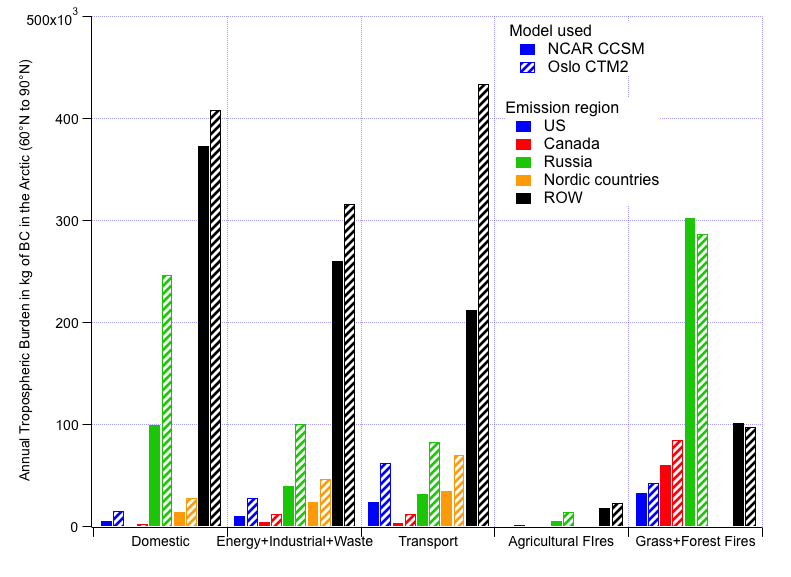 500x10³
400
300
200
100
0
Annual Tropospheric Burden in kg of BC in the Arctic (60°N to 90°N)
Model used
NCAR CCSM
Oslo CTM2
Emission region
US
Canada
Russia
Nordic countries
ROW
Domestic
Energy+Industrial+Waste
Transport
Agricultural FIres
Grass+Forest Fires